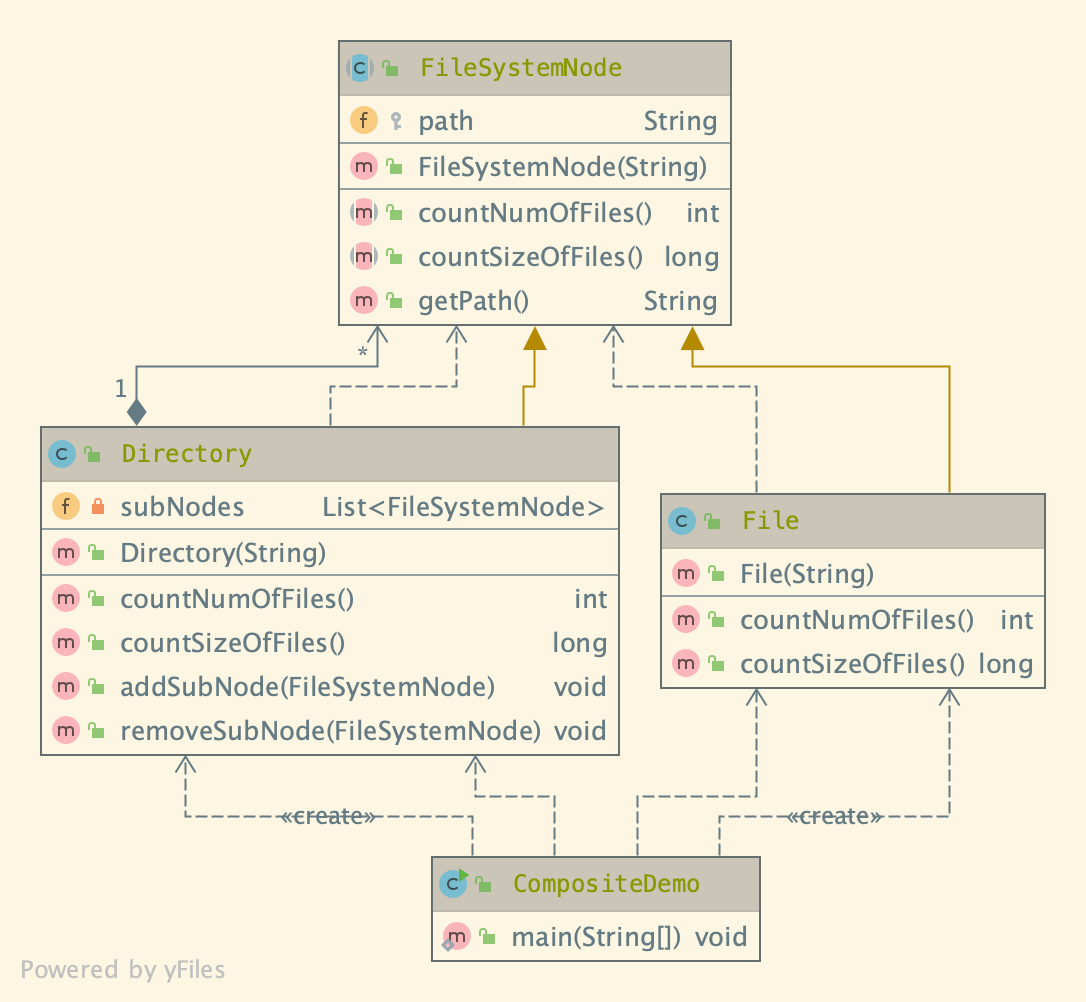 FileSystemNode
path String
FileSystemNode(String)
countNumOfFiles() int
countSizeOfFiles() long
getPath() String
*
1
Directory
subNodes List<FileSystemNode>
Directory(String)
countNumOfFiles() int
countSizeOfFiles() long
addSubNode(FileSystemNode) void
removeSubNode(FileSystemNode) void
File
File(String)
countNumOfFiles() int
countSizeOfFiles() long
«create»
«create»
CompositeDemo
main(String[]) void
Powered by yFiles